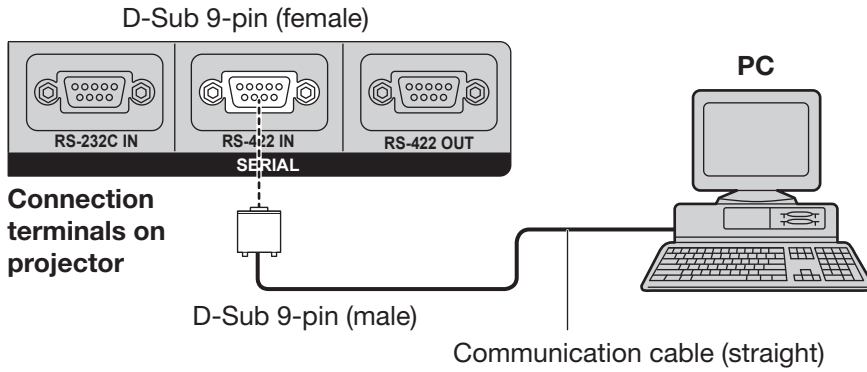 D-Sub 9-pin (female)
PC
RS-232C IN
RS-422 IN
RS-422 OUT
SERIAL
Connection
terminals on
projector
D-Sub 9-pin (male)
Communication cable (straight)